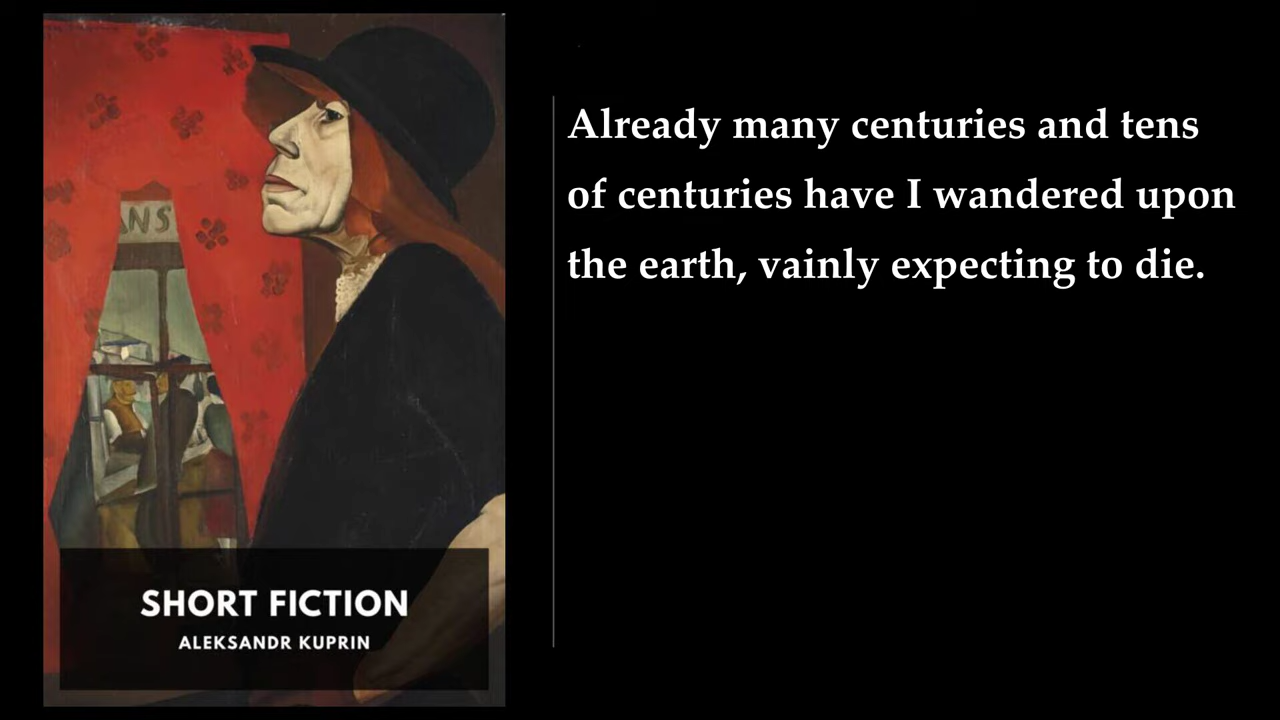 NS
SHORT FICTION
ALEKSANDR KUPRIN
Already many centuries and tens
of centuries have I wandered upon
the earth, vainly expecting to die.